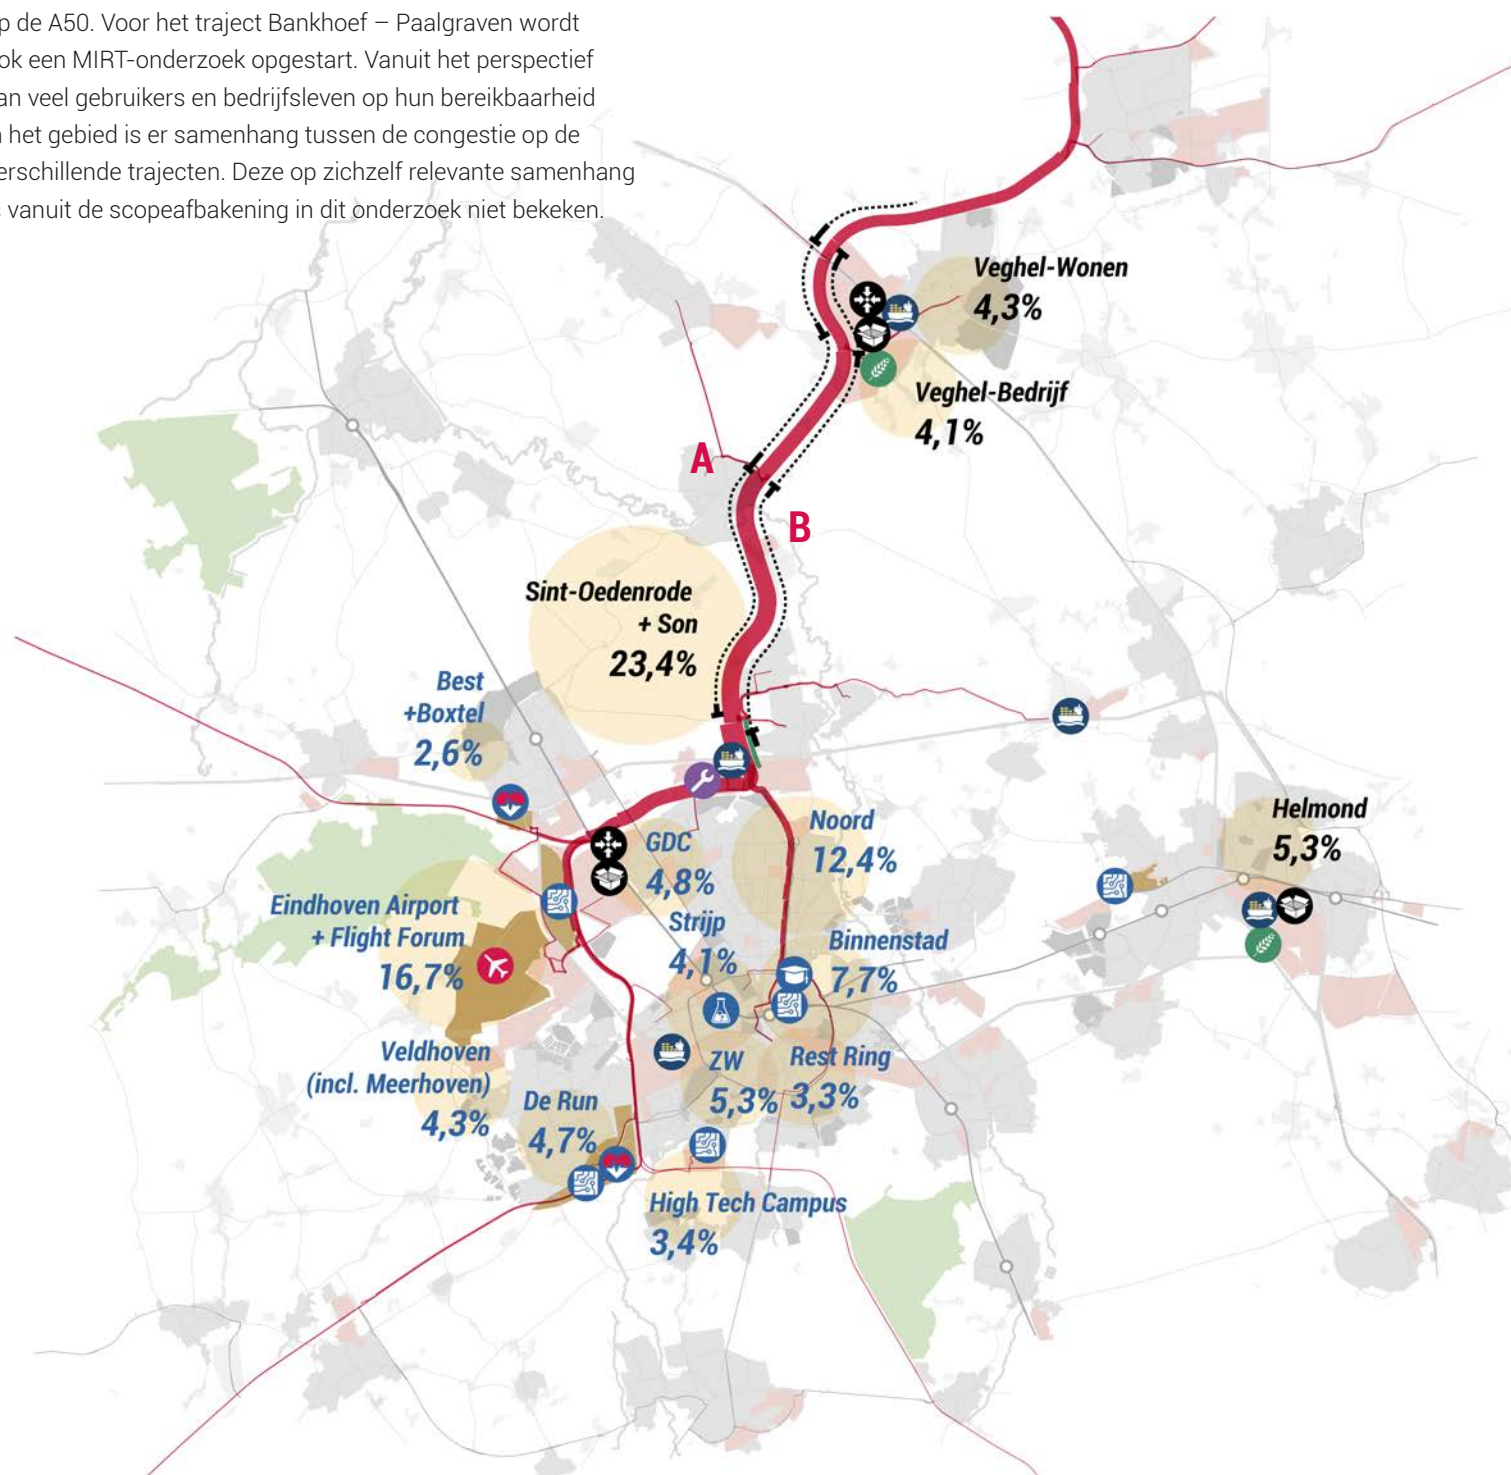 p de A50. Voor het traject Bankhoef – Paalgraven wordt
ok een MIRT-onderzoek opgestart. Vanuit het perspectief
an veel gebruikers en bedrijfsleven op hun bereikbaarheid
het gebied is er samenhang tussen de congestie op de
erschillende trajecten. Deze op zichzelf relevante samenhang
vanuit de scopeafbakening in dit onderzoek niet bekeken.
Veghel-Wonen
4,3%
Veghel-Bedrijf
4,1%
A
B
Sint-Oedenrode
+ Son
23,4%
Best
+Boxtel
2,6%
Noord
12,4%
Helmond
5,3%
GDC
4,8%
Eindhoven Airport
+ Flight Forum
16,7%
Strijp
4,1%
Binnenstad
7,7%
Veldhoven
(incl. Meerhoven)
4,3%
De Run
4,7%
ZW
5,3%
Rest Ring
3,3%
High Tech Campus
3,4%